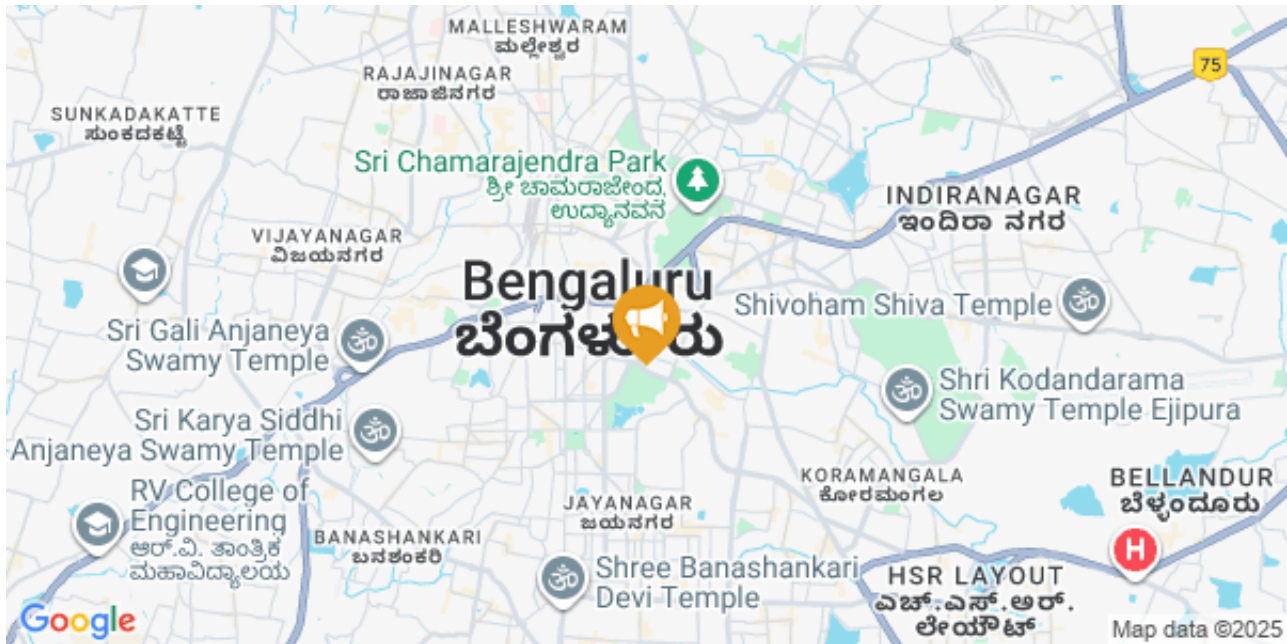 MALLESHWARAM
ಮಲ್ಲೇಶ್ವರ
RAJAJINAGAR
ರಾಜಾಜಿನಗರ
75
SUNKADAKATTE
ಸುಂಕದಕಟ್ಟೆ
Sri Chamarajendra Park
ಶ್ರೀ ಚಾಮರಾಜೇಂದ್ರ
ಉದ್ಯಾನವನ
INDIRANAGAR
ಇಂದಿರಾ ನಗರ
VIJAYANAGAR
ವಿಜಯನಗರ
Bengaluru
ಬೆಂಗಳೂರು
Shivoham Shiva Temple
Sri Gali Anjaneya
Swamy Temple
Shri Kodandarama
Swamy Temple Ejipura
Sri Karya Siddhi
Anjaneya Swamy Temple
KORAMANGALA
ಕೋರಮಂಗಲ
BELLANDUR
ಬೆಳ್ಳಂದೂರು
RV College of
Engineering
ಆರ್.ವಿ. ತಾಂತ್ರಿಕ
ಮಹಾವಿದ್ಯಾಲಯ
JAYANAGAR
ಜಯನಗರ
BANASHANKARI
ಬನಶಂಕರಿ
H
Shree Banashankari
Devi Temple
HSR LAYOUT
ಎಚ್.ಎಸ್.ಆರ್.
ಲೇಯೌಟ್
Google
Map data ©2025